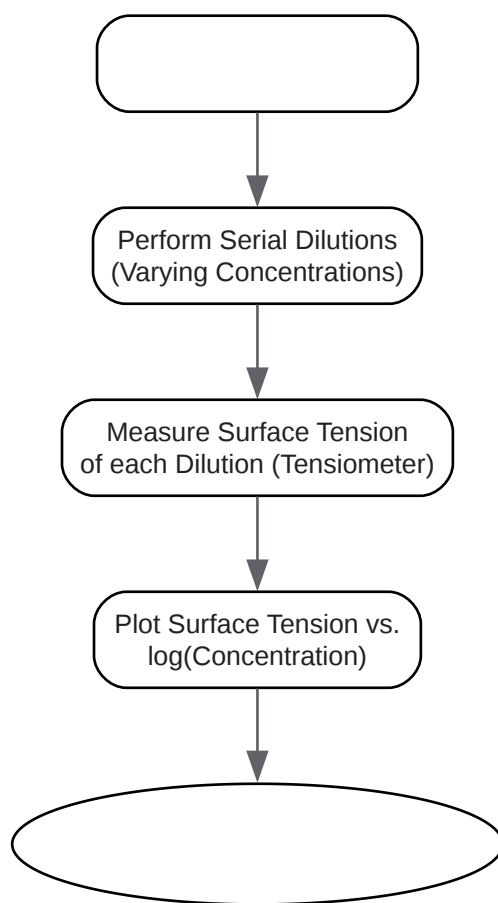 Perform Serial Dilutions
(Varying Concentrations)
Measure Surface Tension
of each Dilution (Tensiometer)
Plot Surface Tension vs.
log(Concentration)